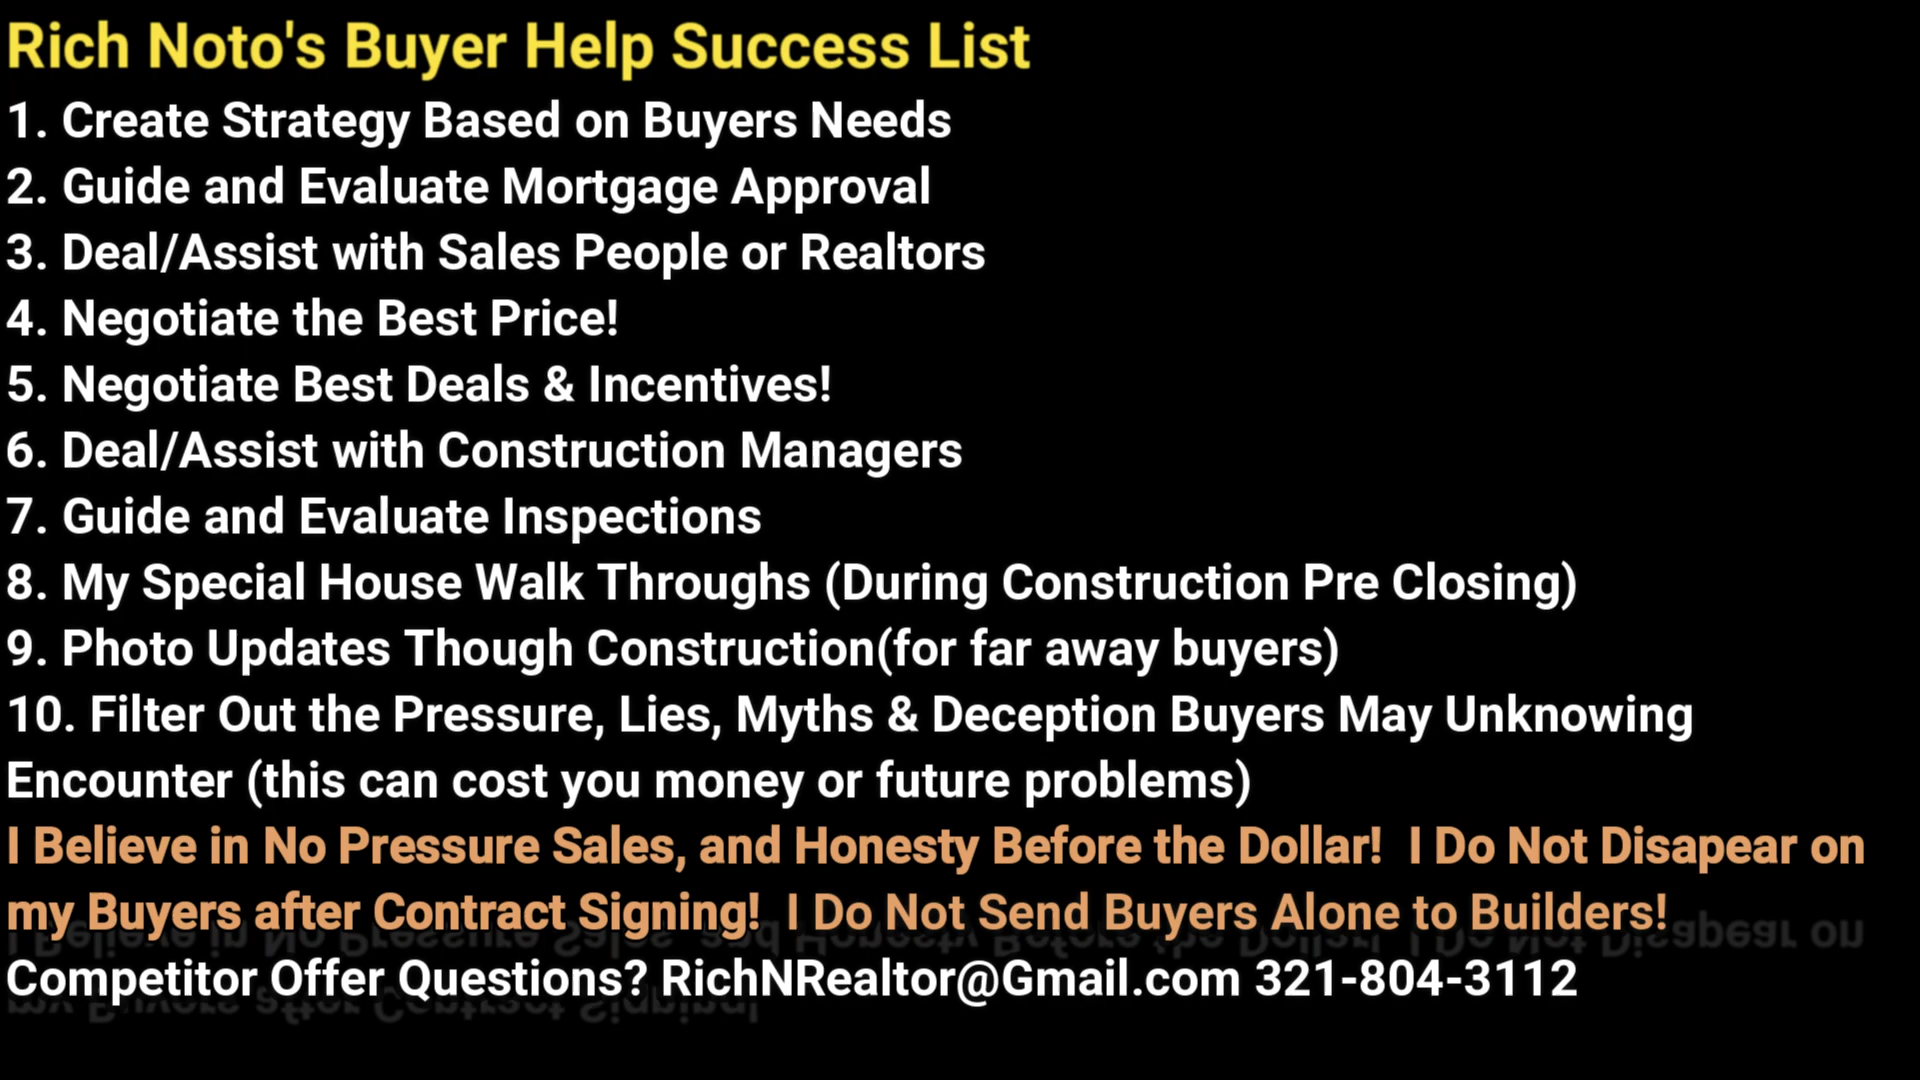 Rich Noto's Buyer Help Success List
1. Create Strategy Based on Buyers Needs
2. Guide and Evaluate Mortgage Approval
3. Deal/Assist with Sales People or Realtors
4. Negotiate the Best Price!
5. Negotiate Best Deals & Incentives!
6. Deal/Assist with Construction Managers
7. Guide and Evaluate Inspections
8. My Special House Walk Throughs (During Construction Pre Closing)
9. Photo Updates Though Construction(for far away buyers)
10. Filter Out the Pressure, Lies, Myths & Deception Buyers May Unknowing
Encounter (this can cost you money or future problems)
I Believe in No Pressure Sales, and Honesty Before the Dollar!  I Do Not Disapear on
my Buyers after Contract Signing!  I Do Not Send Buyers Alone to Builders!
Competitor Offer Questions? RichNRealtor@Gmail.com 321-804-3112